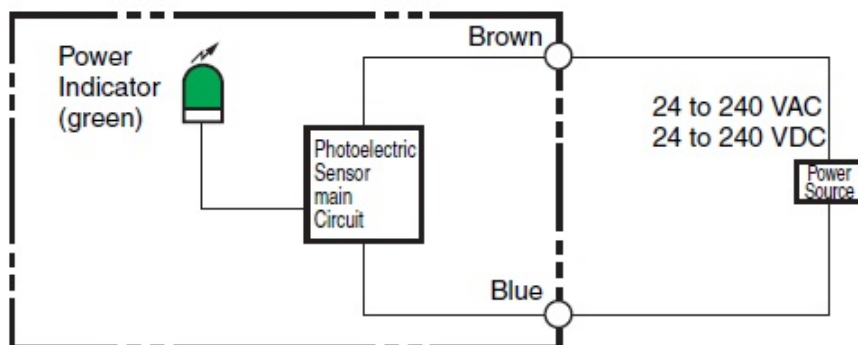 Brown
Power
Indicator
(green)
24 to 240 VAC
24 to 240 VDC
Photoelectric
Sensor
main
Circuit
Power
Source
Blue